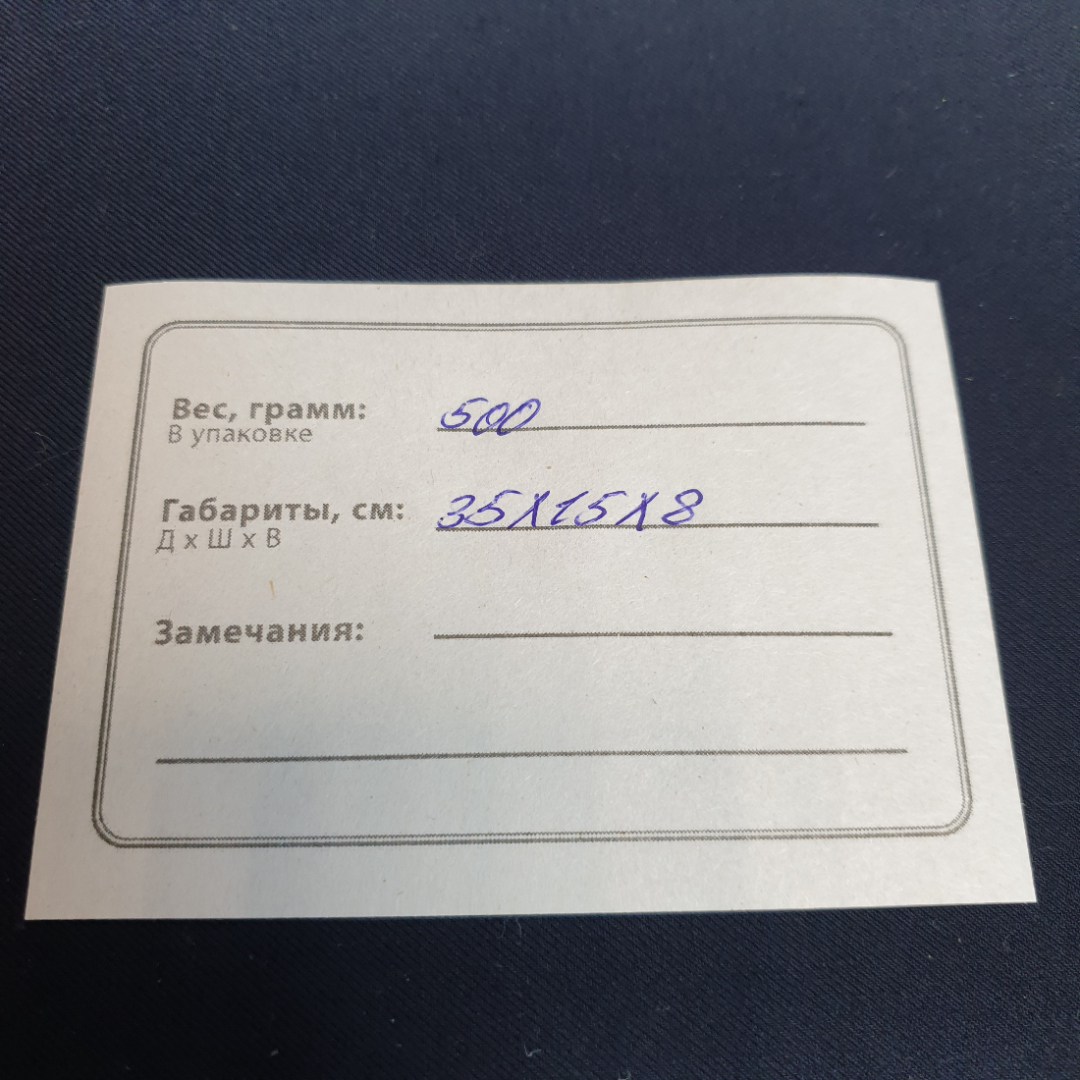 Вес, грамм: 500
В упаковке
Габариты, см: 35X15X8
Д х Ш х В
Замечания: